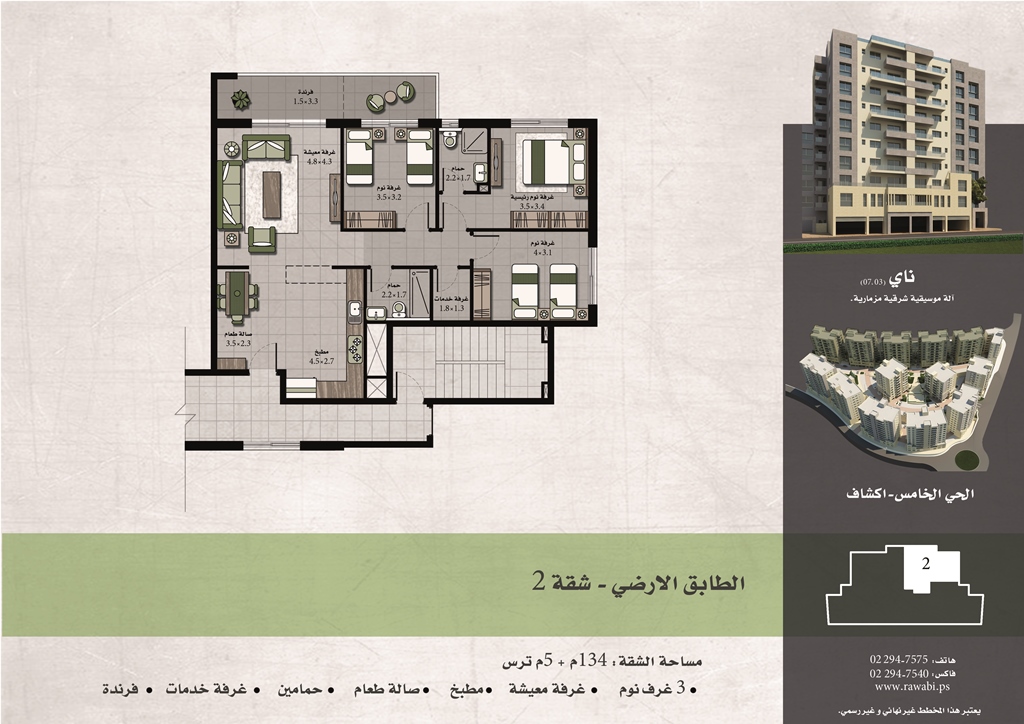 فرندة
1.5×3.3
غرفة معيشة
4.8×4.3
غرفة نوم
3.5×3.2
حمام
2.2×1.7
غرفة نوم رئيسية
3.5×3.4
غرفة نوم
4×3.1
حمام
2.2×1.7
غرفة خدمات
1.8×1.3
صالة طعام
3.5×2.3
مطبخ
4.5×2.7
ناي (07.03)
آلة موسيقية شرقية مزمارية.
الحي الخامس-اكشاف
2
الطابق الارضي - شقة 2
مساحة الشقة: 134م + 5م ترس
• 3 غرف نوم • غرفة معيشة • مطبخ • صالة طعام • حمامين • غرفة خدمات • فرندة
هاتف: 02 294-7575
فاكس: 02 294-7540
www.rawabi.ps
يعتبر هذا المخطط غير نهائي و غير رسمي.